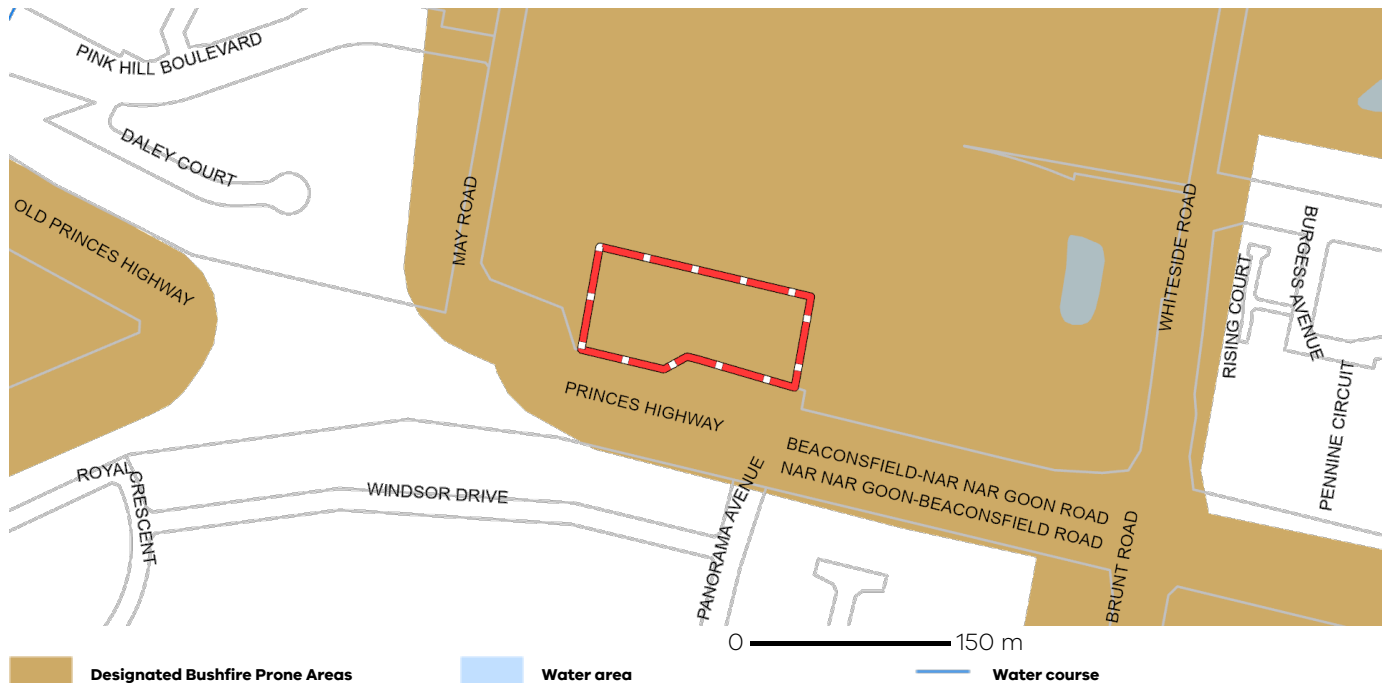 PINK HILL BOULEVARD
DALEY COURT
OLD PRINCES HIGHWAY
MAY ROAD
WHITESIDE ROAD
BURGESS AVENUE
RISING COURT
PENNINE CIRCUIT
PRINCES HIGHWAY
BEACONSFIELD-NAR NAR GOON ROAD
NAR NAR GOON-BEACONSFIELD ROAD
ROYAL CRESCENT
WINDSOR DRIVE
PANORAMA AVENUE
BRUNT ROAD
0 150 m
Designated Bushfire Prone Areas
Water area
Water course